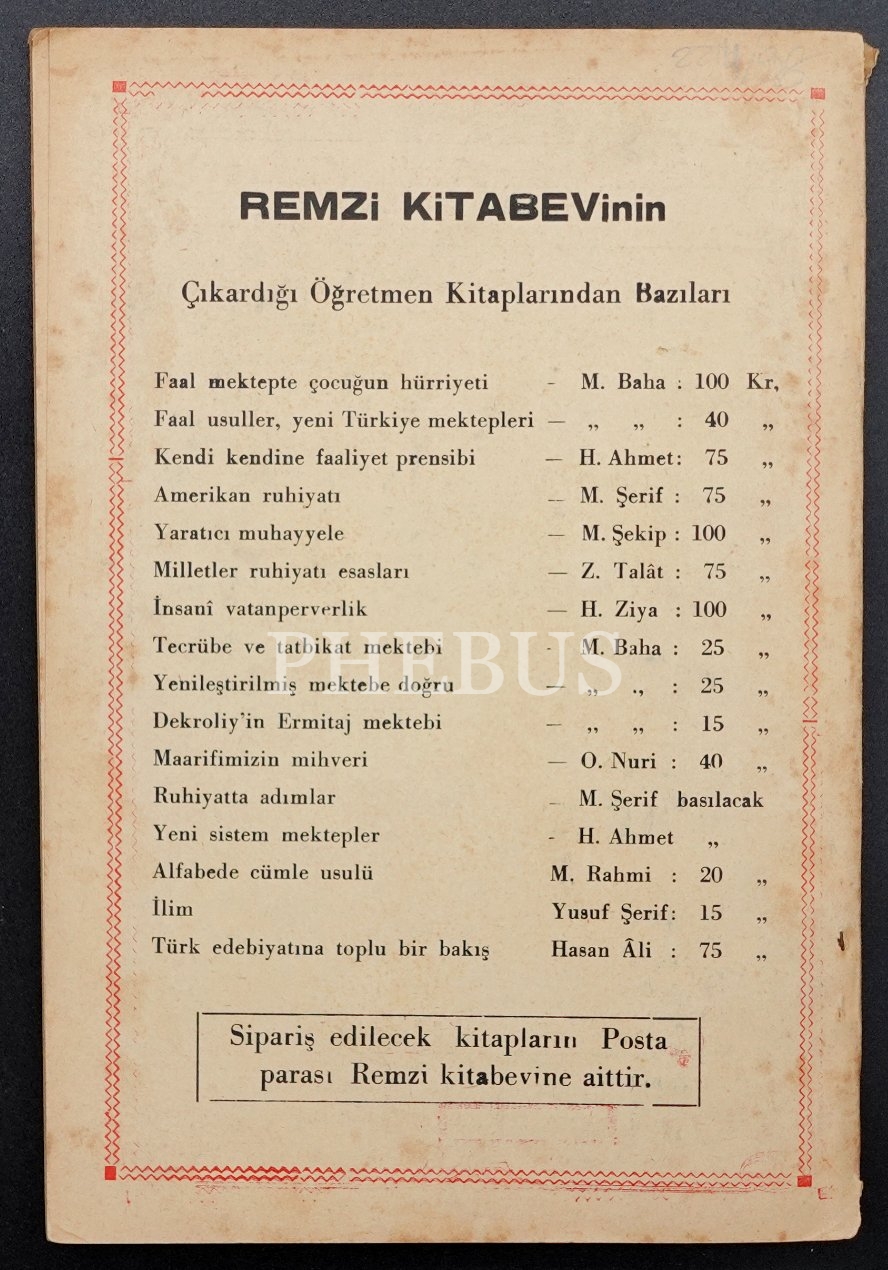 REMZi KiTABEVinin
Çıkardığı Öğretmen Kitaplarından Bazıları
Faal mektepte çocuğun hürriyeti - M. Baha : 100 Kr,
Faal usuller, yeni Türkiye mektepleri — „ „ : 40 „
Kendi kendine faaliyet prensibi — H. Ahmet: 75 „
Amerikan ruhiyatı — M. Şerif : 75 „
Yaratıcı muhayyele — M. Şekip : 100 „
Milletler ruhiyatı esasları — Z. Talât : 75 „
İnsanî vatanperverlik — H. Ziya : 100 „
Tecrübe ve tatbikat mektebi - M. Baha : 25 „
Yenileştirilmiş mektebe doğru — „ „ : 25 „
Dekroliy'in Ermitaj mektebi — „ „ : 15 „
Maarifimizin mihveri — O. Nuri : 40 „
Ruhiyatta adımlar - M. Şerif basılacak
Yeni sistem mektepler - H. Ahmet „
Alfabede cümle usulü M. Rahmi : 20 „
İlim Yusuf Şerif: 15 „
Türk edebiyatına toplu bir bakış Hasan Âli : 75 „
Sipariş edilecek kitapların Posta
parası Remzi kitabevine aittir.
PHEBUS